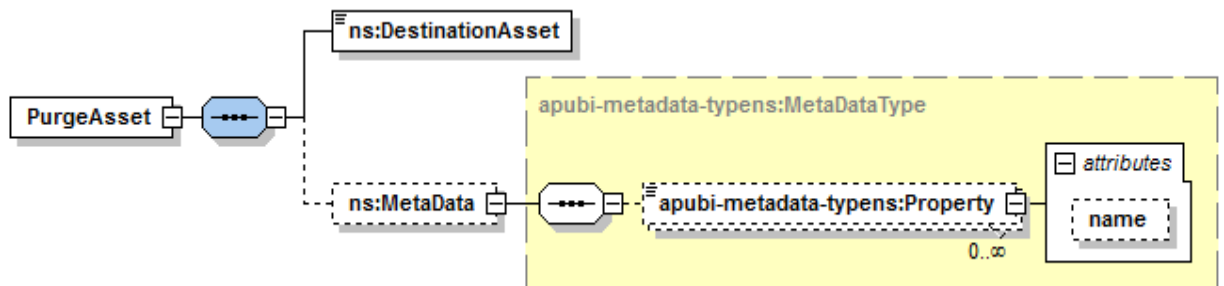 ns:DestinationAsset
apubi-metadata-typens:MetaDataType
PurgeAsset
attributes
ns:MetaData
apubi-metadata-typens:Property
name
0..∞